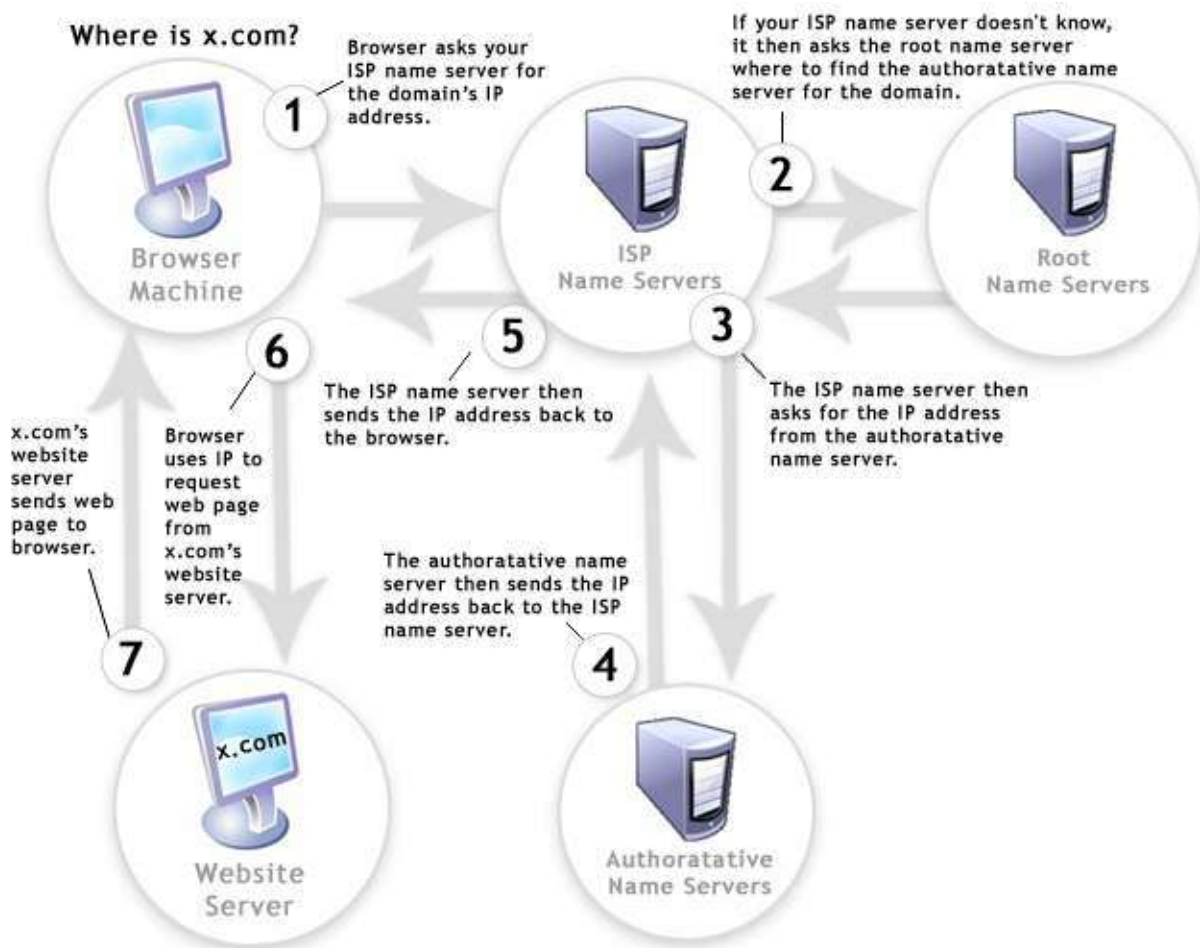 Where is x.com?
1
Browser asks your
ISP name server for
the domain's IP
address.
If your ISP name server doesn't know,
it then asks the root name server
where to find the authoratative name
server for the domain.
2
Browser
Machine
ISP
Name Servers
Root
Name Servers
3
The ISP name server then
asks for the IP address
from the authoratative
name server.
4
The authoratative name
server then sends the IP
address back to the ISP
name server.
5
The ISP name server then
sends the IP address back to
the browser.
6
Browser
uses IP to
request
web page
from
x.com's
website
server.
7
x.com's
website
server
sends web
page to
browser.
x.com
Website
Server
Authoratative
Name Servers